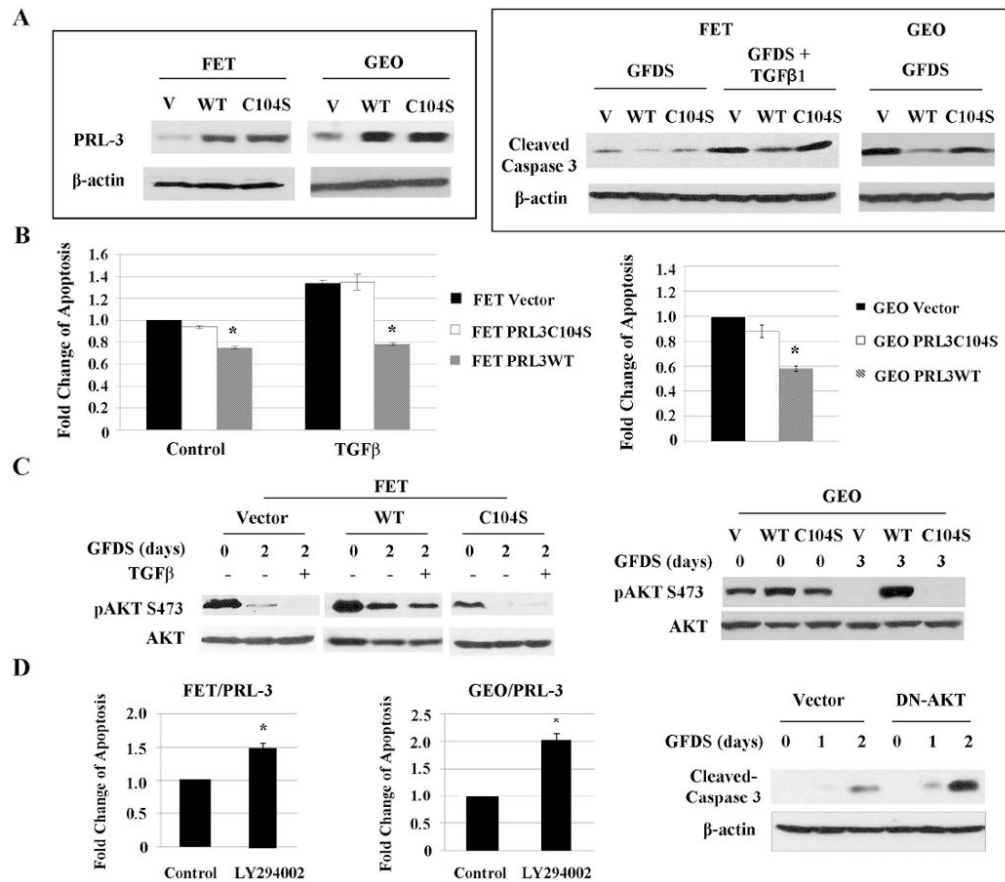 A
FET GEO
V WT C104S V WT C104S
PRL-3
β-actin
FET GEO
GFDS GFDS + TGFβ1 GFDS
V WT C104S V WT C104S V WT C104S
Cleaved Caspase 3
β-actin
B
Fold Change of Apoptosis
1.6
1.4
1.2
1.0
0.8
0.6
0.4
0.2
0
* *
Control TGFβ
FET Vector
FET PRL3C104S
FET PRL3WT
Fold Change of Apoptosis
1.4
1.2
1
0.8
0.6
0.4
0.2
0
*
GEO Vector
GEO PRL3C104S
GEO PRL3WT
C
FET
Vector WT C104S
GFDS (days) 0 2 2 0 2 2 0 2 2
TGFβ - - + - - + - - +
pAKT S473
AKT
GEO
V WT C104S V WT C104S
GFDS (days) 0 0 0 3 3 3
pAKT S473
AKT
D
FET/PRL-3
Fold Change of Apoptosis
2.0
1.5
1.0
0.5
0.0
*
Control LY294002
GEO/PRL-3
Fold Change of Apoptosis
2.5
2.0
1.5
1.0
0.5
0
*
Control LY294002
Vector DN-AKT
GFDS (days) 0 1 2 0 1 2
Cleaved-
Caspase 3
β-actin